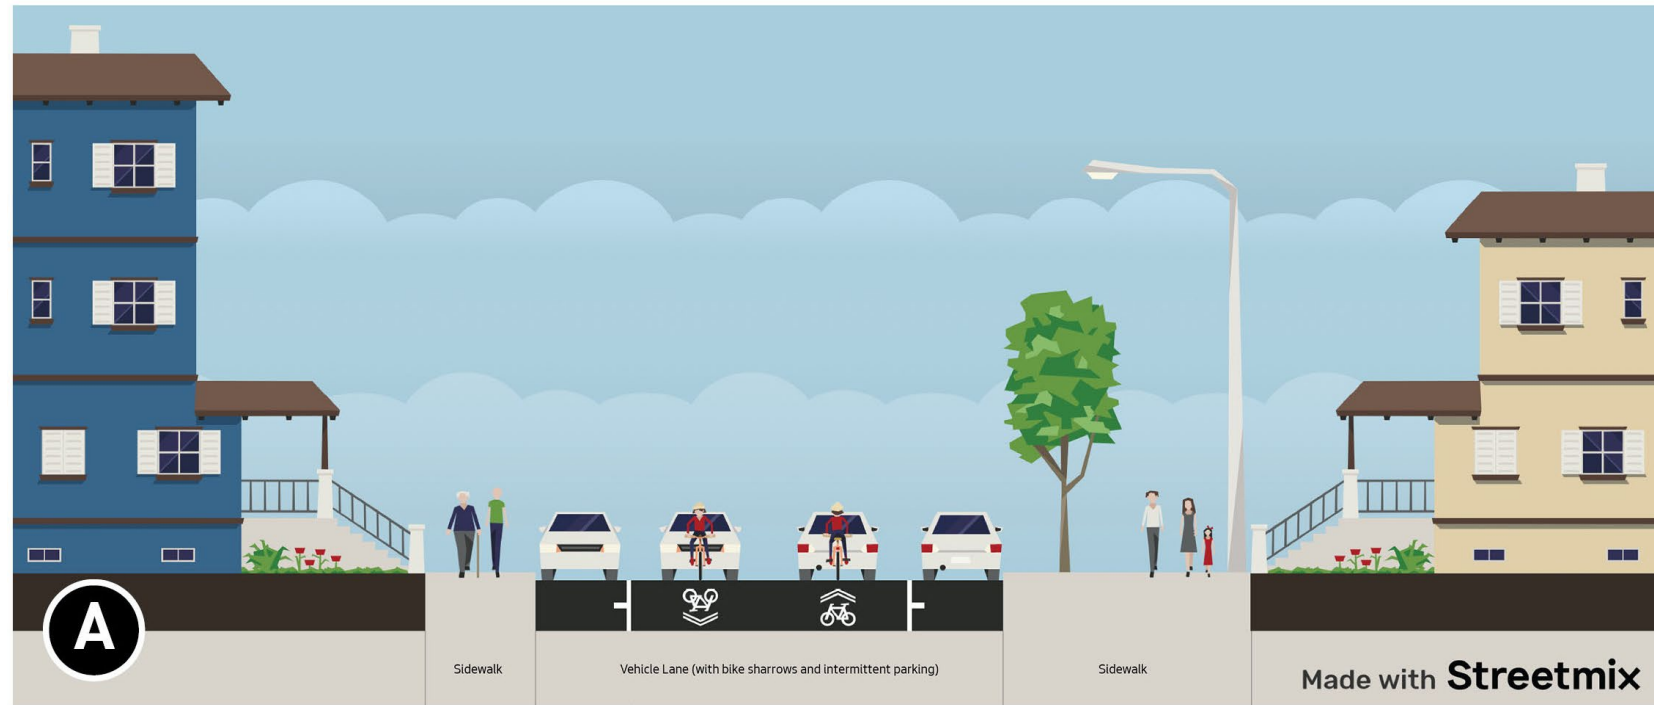 A
Sidewalk
Vehicle Lane (with bike sharrows and intermittent parking)
Sidewalk
Made with Streetmix